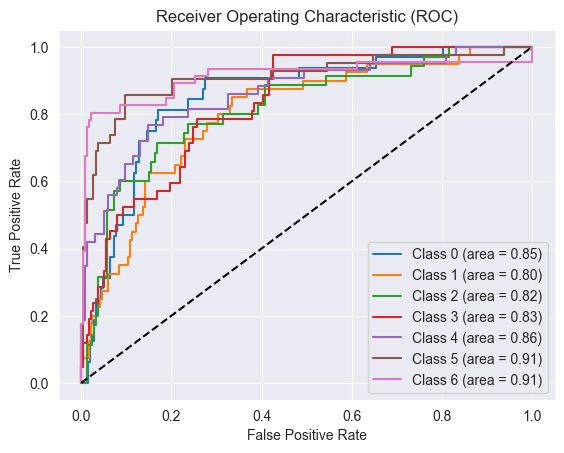 Receiver Operating Characteristic (ROC)
True Positive Rate
1.0
0.8
0.6
0.4
0.2
0.0
Class 0 (area = 0.85)
Class 1 (area = 0.80)
Class 2 (area = 0.82)
Class 3 (area = 0.83)
Class 4 (area = 0.86)
Class 5 (area = 0.91)
Class 6 (area = 0.91)
0.0 0.2 0.4 0.6 0.8 1.0
False Positive Rate